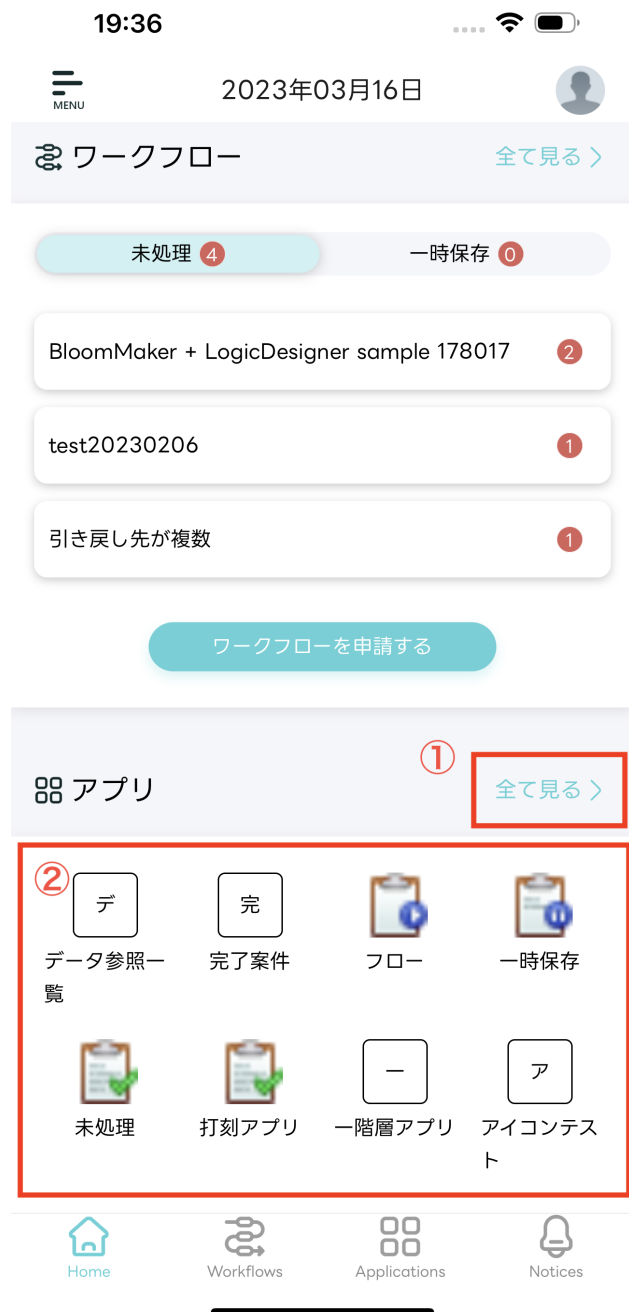 19:36
MENU
2023年03月16日
ワークフロー
全て見る
未処理 4
一時保存 0
BloomMaker + LogicDesigner sample 178017 2
test20230206 1
引き戻し先が複数 1
ワークフローを申請する
①
アプリ
全て見る
②
デ
完
データ参照一
覧
完了案件
フロー
一時保存
一
ア
未処理
打刻アプリ
一階層アプリ
アイコンテス
ト
Home
Workflows
Applications
Notices